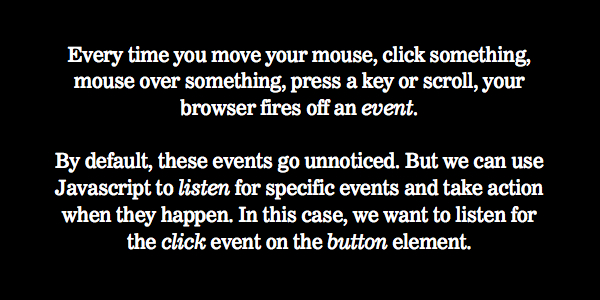 Every time you move your mouse, click something,
mouse over something, press a key or scroll, your
browser fires off an event.
By default, these events go unnoticed. But we can use
Javascript to listen for specific events and take action
when they happen. In this case, we want to listen for
the click event on the button element.